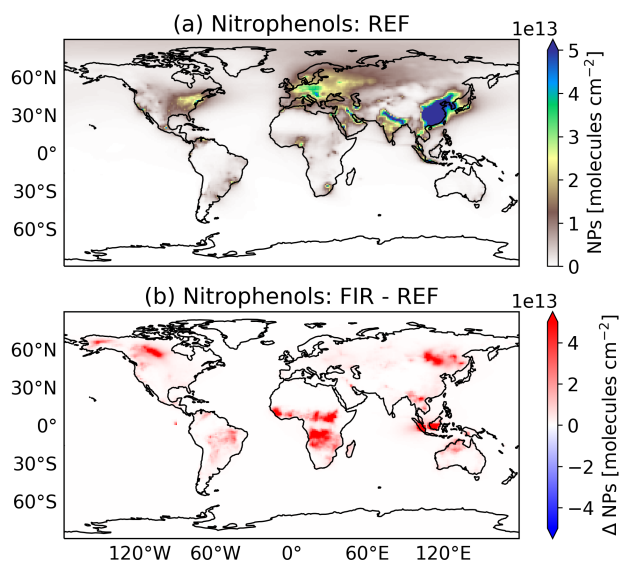 (a) Nitrophenols: REF
1e13
60°N
30°N
0°
30°S
60°S
5
4
3
2
1
0
NPs [molecules cm⁻²]
(b) Nitrophenols: FIR - REF
1e13
60°N
30°N
0°
30°S
60°S
120°W 60°W 0° 60°E 120°E
4
2
0
−2
−4
Δ NPs [molecules cm⁻²]